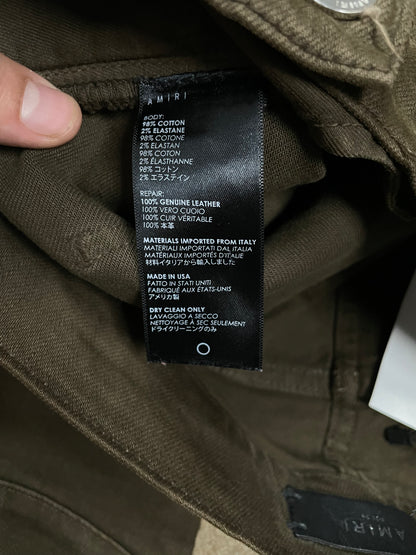 AMIRI
BODY:
98% COTTON
2% ELASTANE
98% COTONE
2% ELASTAN
98% COTON
2% ÉLASTHANNE
98% コットン
2% エラステイン
REPAIR:
100% GENUINE LEATHER
100% VERO CUOIO
100% CUIR VÉRITABLE
100% 本革
MATERIALS IMPORTED FROM ITALY
MATERIALI IMPORTATI DAL ITALIA
MATÉRIAUX IMPORTÉS D'ITALIE
材料イタリアから輸入しました
MADE IN USA
FATTO IN STATI UNITI
FABRIQUÉ AUX ÉTATS-UNIS
アメリカ製
DRY CLEAN ONLY
LAVAGGIO A SECCO
NETTOYAGE À SEC SEULEMENT
ドライクリーニングのみ
AMIRI